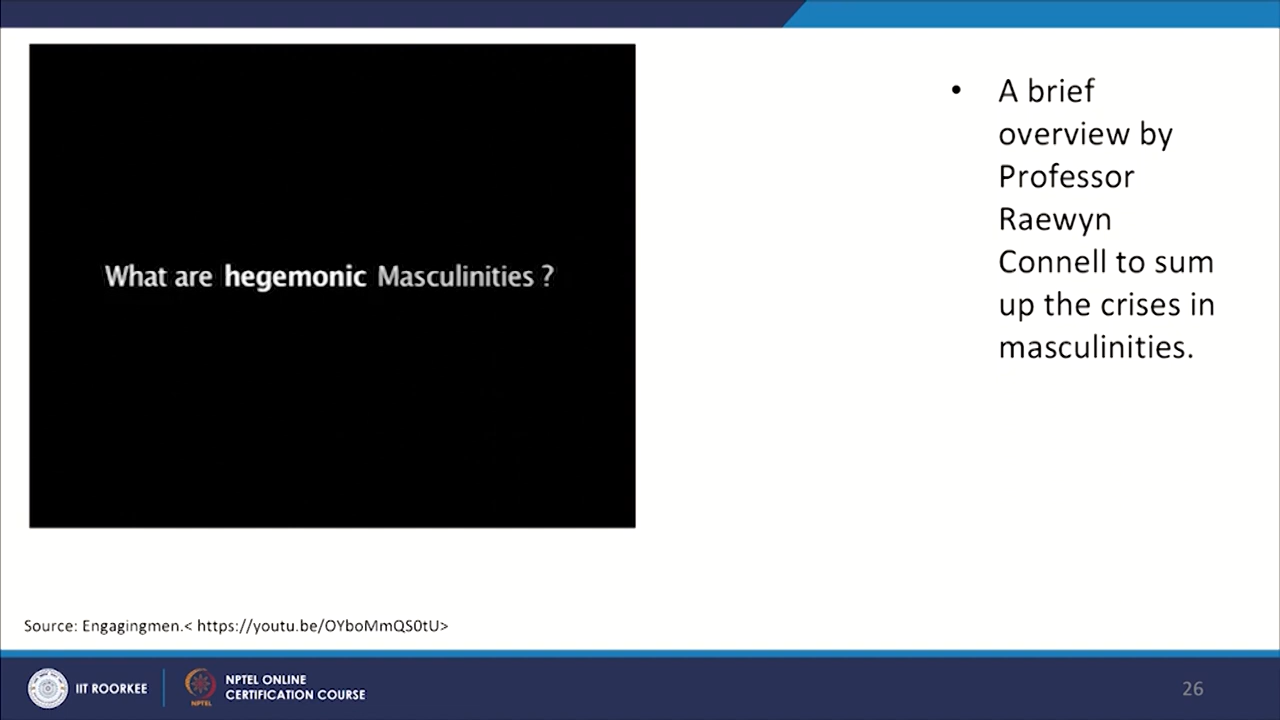 What are hegemonic Masculinities ?
• A brief
overview by
Professor
Raewyn
Connell to sum
up the crises in
masculinities.
Source: Engagingmen.< https://youtu.be/OYboMmQS0tU>
IIT ROORKEE
NPTEL
NPTEL ONLINE
CERTIFICATION COURSE
26